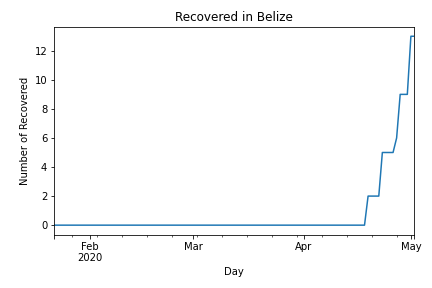 Recovered in Belize
Number of Recovered
12
10
8
6
4
2
0
Feb
2020
Mar
Apr
May
Day